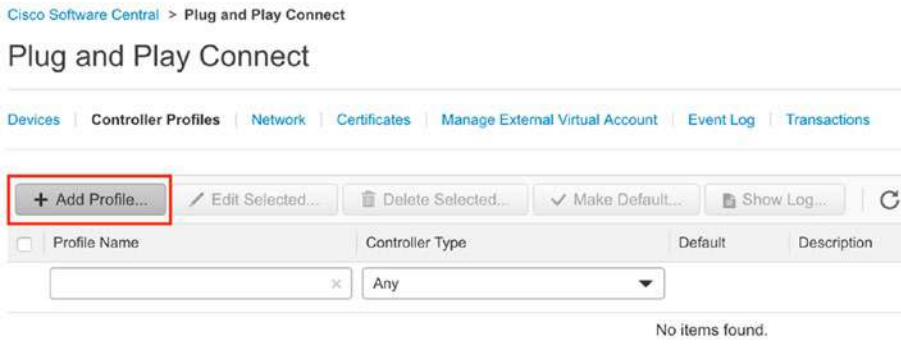 Cisco Software Central > Plug and Play Connect
Plug and Play Connect
Devices | Controller Profiles | Network | Certificates | Manage External Virtual Account | Event Log | Transactions
+ Add Profile... Edit Selected... Delete Selected... Make Default... Show Log...
Profile Name Controller Type Default Description
Any
No items found.